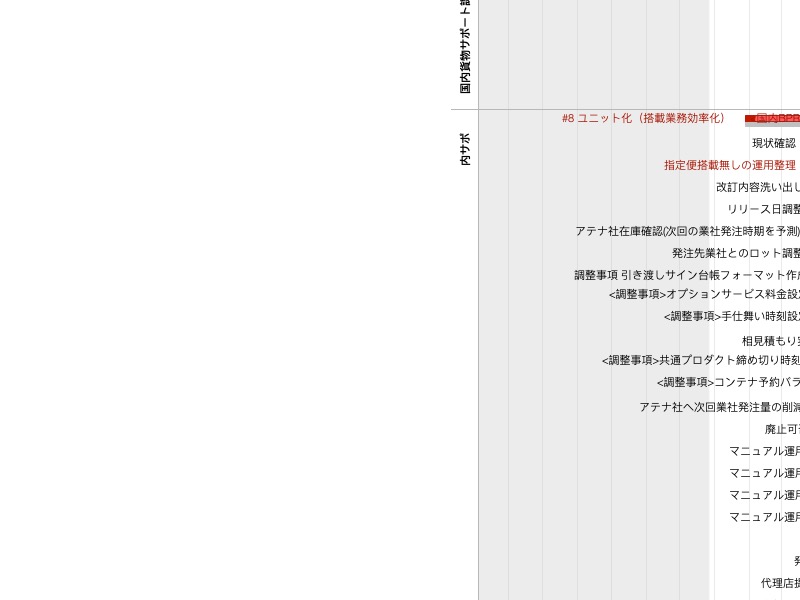 国内貨物サポート
#8 ユニット化（搭載業務効率化）
内サポ
現状確認
指定便搭載無しの運用整理
改訂内容洗い出し
リリース日調整
アテナ社在庫確認(次回の業社発注時期を予測)
発注先業社とのロット調整
調整事項 引き渡しサイン台帳フォーマット作成
<調整事項>オプションサービス料金設定
<調整事項>手仕舞い時刻設定
相見積もり
<調整事項>共通プロダクト締め切り時刻
<調整事項>コンテナ予約バラ
アテナ社へ次回業社発注量の削減
廃止可
マニュアル運用
マニュアル運用
マニュアル運用
マニュアル運用
代理店